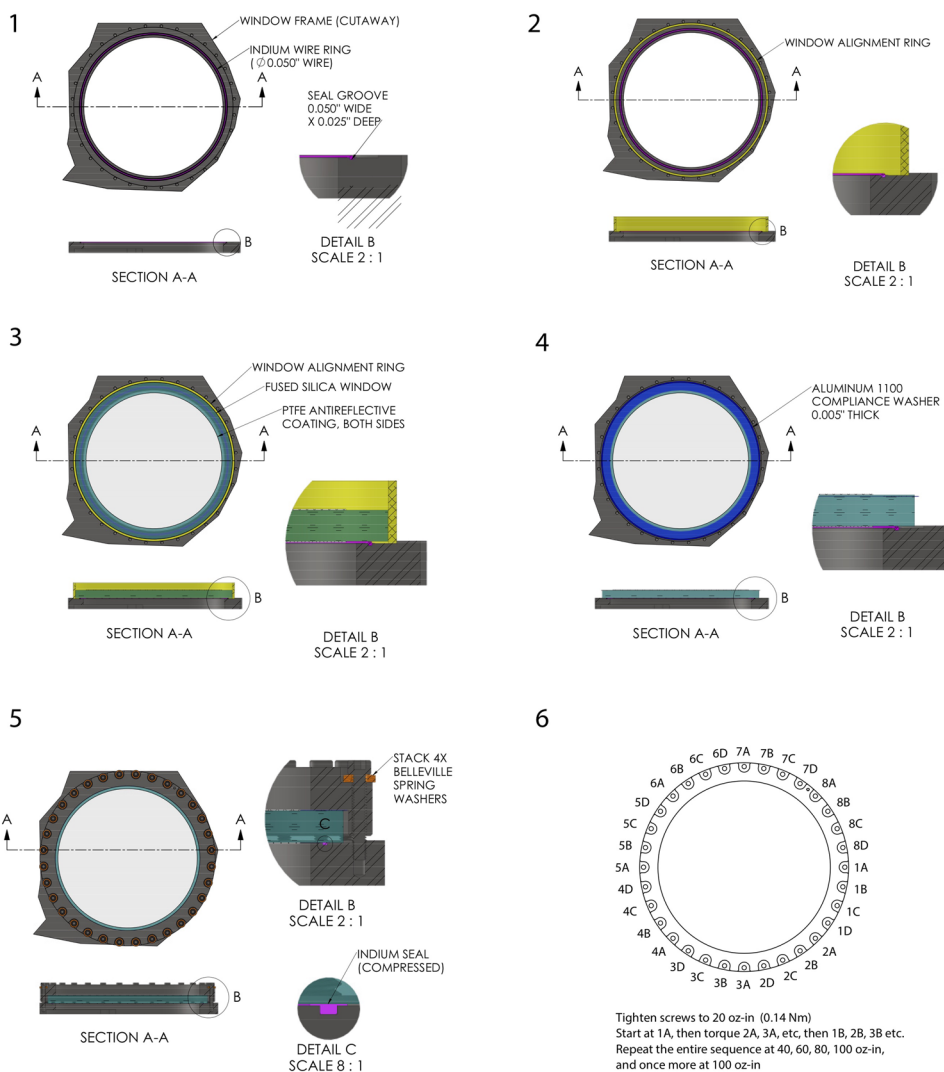 1
WINDOW FRAME (CUTAWAY)
INDIUM WIRE RING
(∅0.050" WIRE)
A
A
SEAL GROOVE
0.050" WIDE
X 0.025" DEEP
B
SECTION A-A
DETAIL B
SCALE 2 : 1
2
WINDOW ALIGNMENT RING
A
A
B
SECTION A-A
DETAIL B
SCALE 2 : 1
3
WINDOW ALIGNMENT RING
FUSED SILICA WINDOW
PTFE ANTIREFLECTIVE
COATING, BOTH SIDES
A
A
B
SECTION A-A
DETAIL B
SCALE 2 : 1
4
ALUMINUM 1100
COMPLIANCE WASHER
0.005" THICK
A
A
B
SECTION A-A
DETAIL B
SCALE 2 : 1
5
STACK 4X
BELLEVILLE
SPRING
WASHERS
A
A
C
DETAIL B
SCALE 2 : 1
INDIUM SEAL
(COMPRESSED)
B
SECTION A-A
DETAIL C
SCALE 8 : 1
6
7A
7B
7C
7D
8A
8B
8C
8D
1A
1B
1C
1D
2A
2B
2C
2D
3A
3B
3C
3D
4A
4B
4C
4D
5A
5B
5C
5D
6A
6B
6C
6D
Tighten screws to 20 oz-in (0.14 Nm)
Start at 1A, then torque 2A, 3A, etc, then 1B, 2B, 3B etc.
Repeat the entire sequence at 40, 60, 80, 100 oz-in,
and once more at 100 oz-in